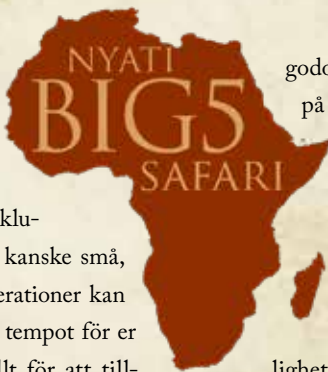 NYATI
BIG5
SAFARI
godo
på
klu-
kanske små,
erationer kan
tempot för er
llt för att till-
lighet